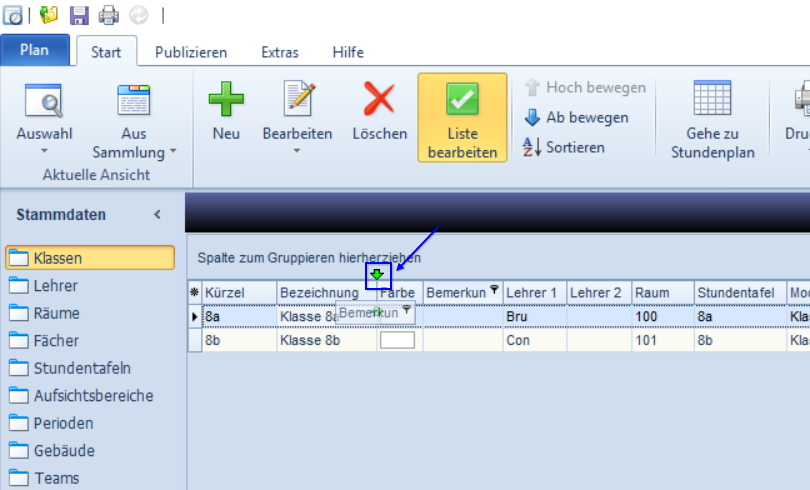 Plan Start Publizieren Extras Hilfe
Auswahl
Aus
Sammlung
Aktuelle Ansicht
Neu
Bearbeiten
Löschen
Liste
bearbeiten
Hoch bewegen
Ab bewegen
Sortieren
Gehe zu
Stundenplan
Dru
Stammdaten
Klassen
Lehrer
Räume
Fächer
Stundentafeln
Aufsichtsbereiche
Perioden
Gebäude
Teams
Spalte zum Gruppieren hierherziehen
Kürzel Bezeichnung Farbe Bemerkun Lehrer 1 Lehrer 2 Raum Stundentafel Mod
Bemerkun
8a Klasse 8a Bru 100 8a Kla
8b Klasse 8b Con 101 8b Kla